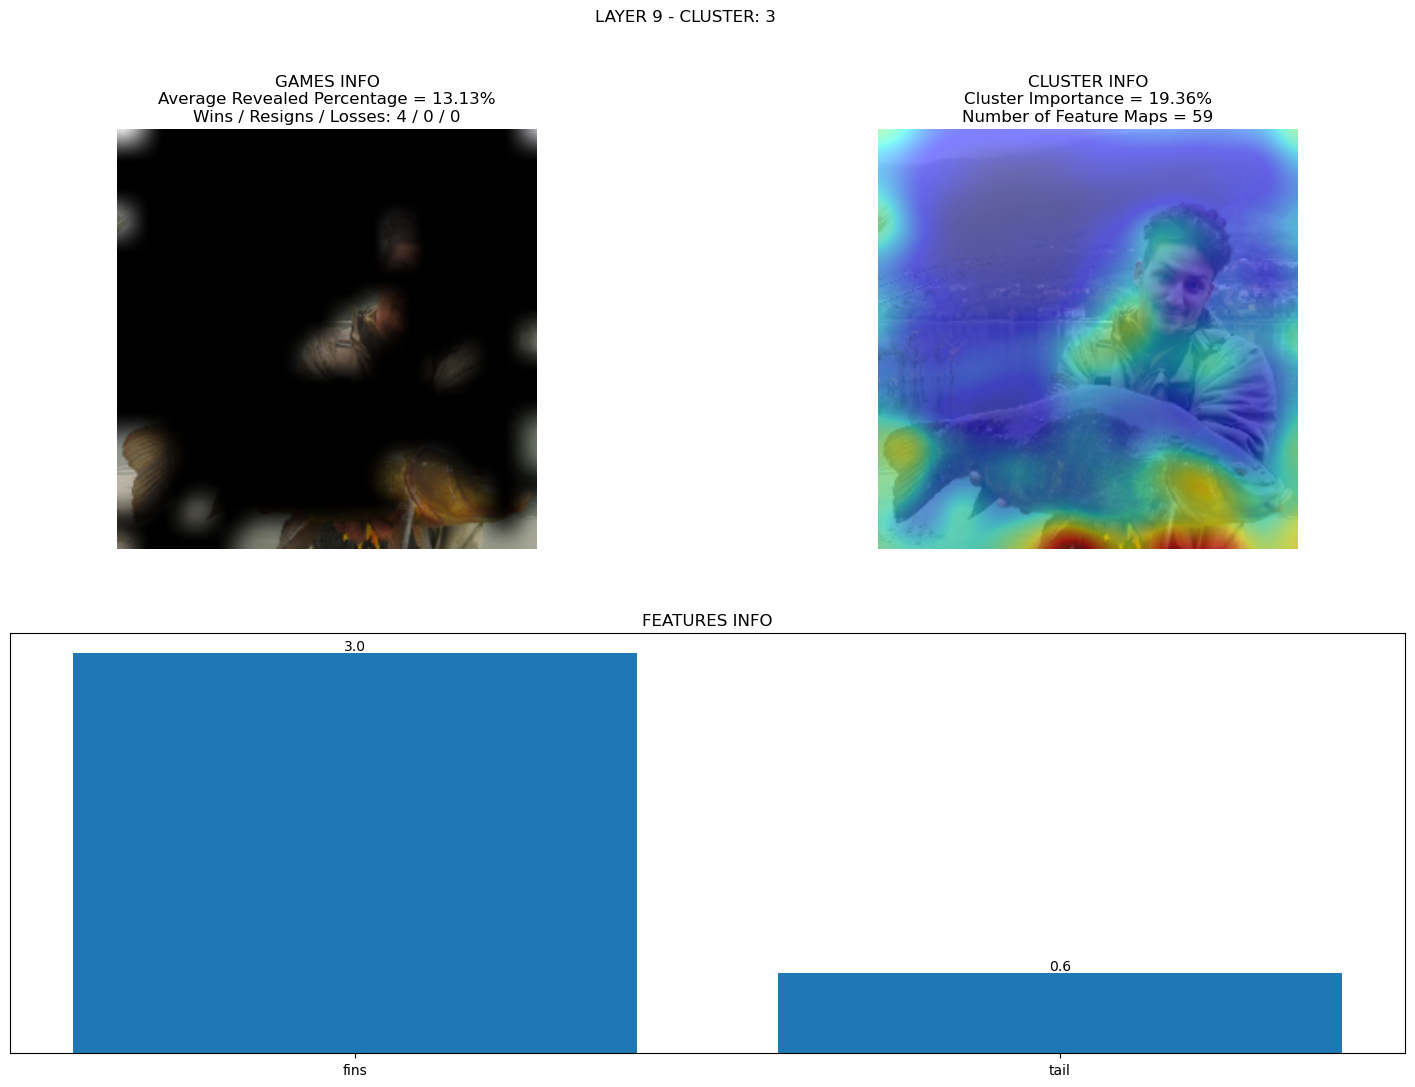 LAYER 9 - CLUSTER: 3
GAMES INFO
Average Revealed Percentage = 13.13%
Wins / Resigns / Losses: 4 / 0 / 0
CLUSTER INFO
Cluster Importance = 19.36%
Number of Feature Maps = 59
FEATURES INFO
3.0
0.6
fins
tail